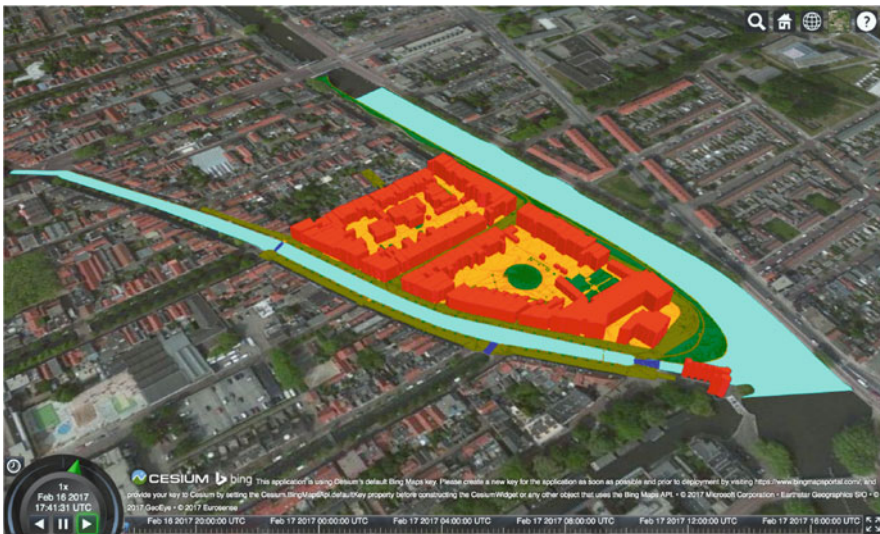 ?
1x
Feb 16 2017
17:41:31 UTC
CESIUM bing This application is using Cesium's default Bing Maps key. Please create a new key for the application as soon as possible and prior to deployment by visiting https://www.bingmapsportal.com/, and
provide your key to Cesium by setting the Cesium.BingMapsApi.defaultKey property before constructing the CesiumWidget or any other object that uses the Bing Maps API. • © 2017 Microsoft Corporation • Earthstar Geographics SIO • ©
2017 GeoEye • © 2017 Eurosense
Feb 16 2017 20:00:00 UTC Feb 17 2017 00:00:00 UTC Feb 17 2017 04:00:00 UTC Feb 17 2017 08:00:00 UTC Feb 17 2017 12:00:00 UTC Feb 17 2017 16:00:00 UTC